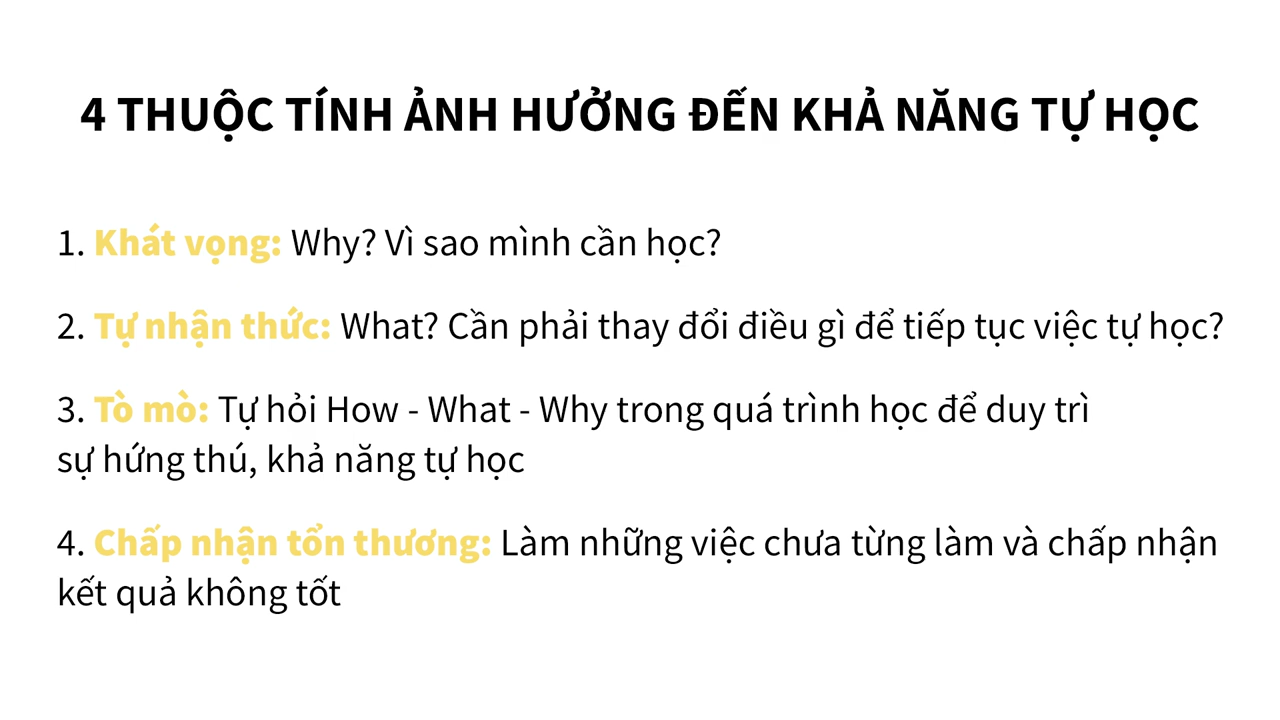 4 THUỘC TÍNH ẢNH HƯỞNG ĐẾN KHẢ NĂNG TỰ HỌC
1. Khát vọng: Why? Vì sao mình cần học?
2. Tự nhận thức: What? Cần phải thay đổi điều gì để tiếp tục việc tự học?
3. Tò mò: Tự hỏi How - What - Why trong quá trình học để duy trì
sự hứng thú, khả năng tự học
4. Chấp nhận tổn thương: Làm những việc chưa từng làm và chấp nhận
kết quả không tốt